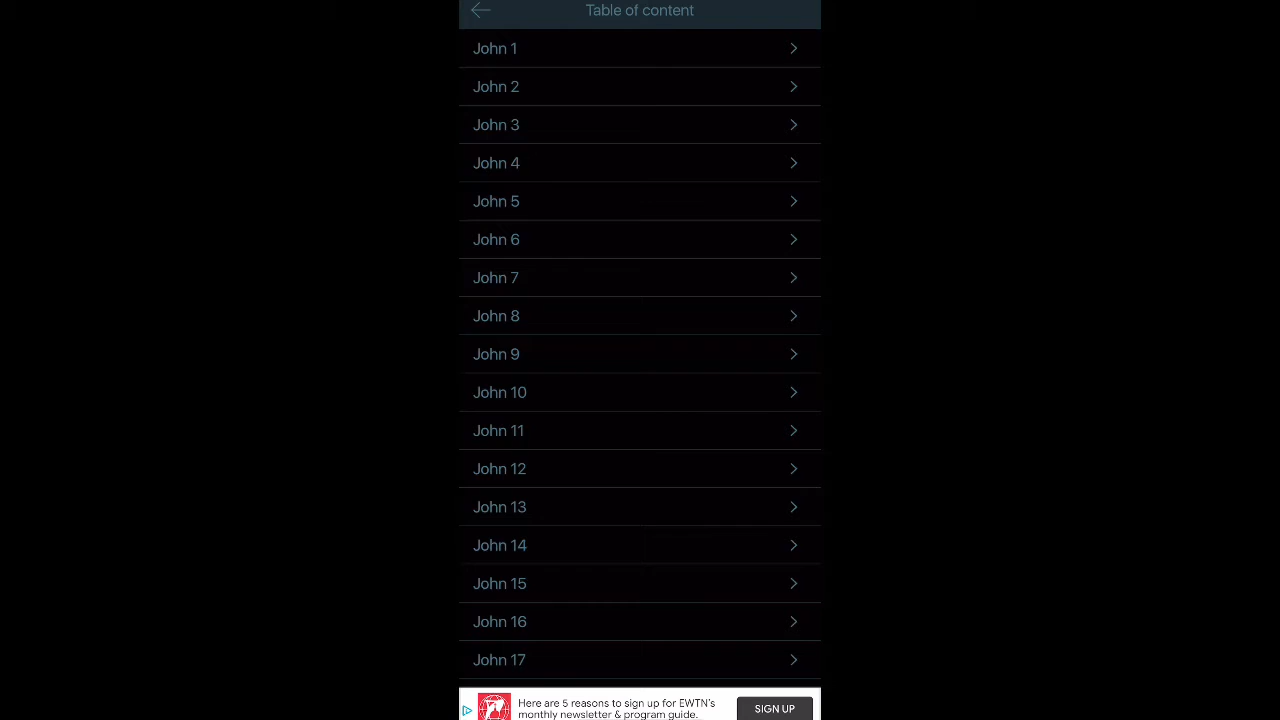 Table of content
John 1
John 2
John 3
John 4
John 5
John 6
John 7
John 8
John 9
John 10
John 11
John 12
John 13
John 14
John 15
John 16
John 17
Here are 5 reasons to sign up for EWTN's
monthly newsletter & program guide.
SIGN UP